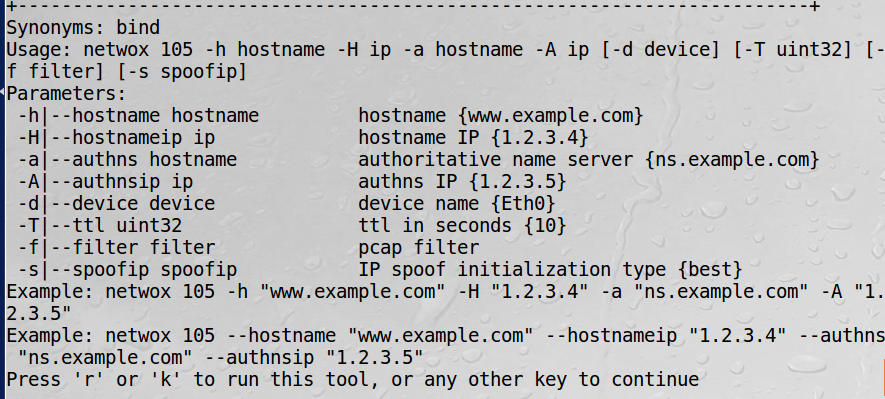 +------------------------------------------------------------------------+
Synonyms: bind
Usage: netwox 105 -h hostname -H ip -a hostname -A ip [-d device] [-T uint32] [-
f filter] [-s spoofip]
Parameters:
 -h|--hostname hostname         hostname {www.example.com}
 -H|--hostnameip ip             hostname IP {1.2.3.4}
 -a|--authns hostname           authoritative name server {ns.example.com}
 -A|--authnsip ip               authns IP {1.2.3.5}
 -d|--device device             device name {Eth0}
 -T|--ttl uint32                ttl in seconds {10}
 -f|--filter filter             pcap filter
 -s|--spoofip spoofip           IP spoof initialization type {best}
Example: netwox 105 -h "www.example.com" -H "1.2.3.4" -a "ns.example.com" -A "1.
2.3.5"
Example: netwox 105 --hostname "www.example.com" --hostnameip "1.2.3.4" --authns
 "ns.example.com" --authnsip "1.2.3.5"
Press 'r' or 'k' to run this tool, or any other key to continue